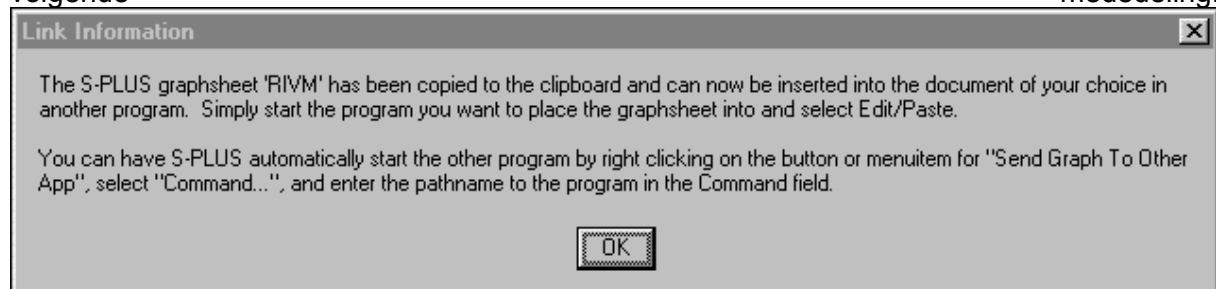 volgende mededeling:
Link Information
The S-PLUS graphsheet 'RIVM' has been copied to the clipboard and can now be inserted into the document of your choice in
another program.  Simply start the program you want to place the graphsheet into and select Edit/Paste.
You can have S-PLUS automatically start the other program by right clicking on the button or menuitem for "Send Graph To Other
App", select "Command...", and enter the pathname to the program in the Command field.
OK